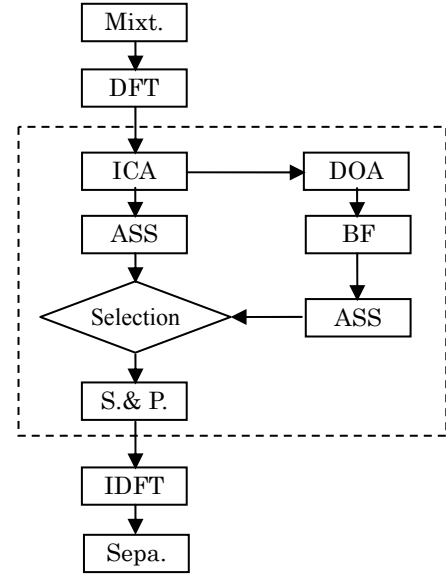 Mixt.
DFT
ICA
DOA
ASS
BF
Selection
ASS
S.& P.
IDFT
Sepa.